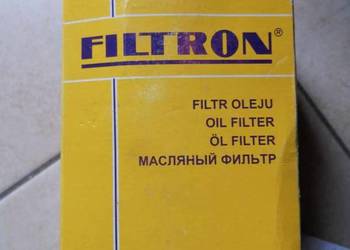 FILTRON®
FILTR OLEJU
OIL FILTER
ÖL FILTER
МАСЛЯНЫЙ ФИЛЬТР